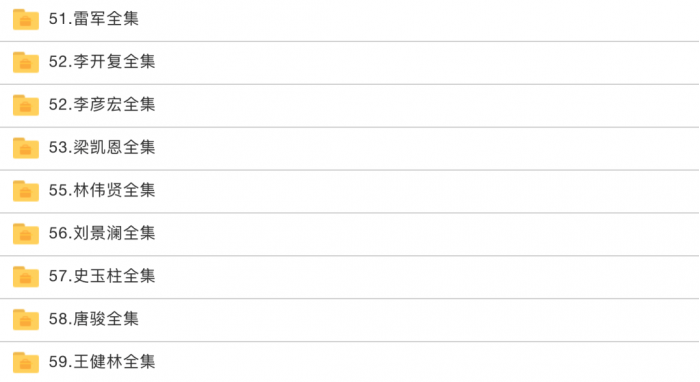 51.雷军全集
52.李开复全集
52.李彦宏全集
53.梁凯恩全集
55.林伟贤全集
56.刘景澜全集
57.史玉柱全集
58.唐骏全集
59.王健林全集